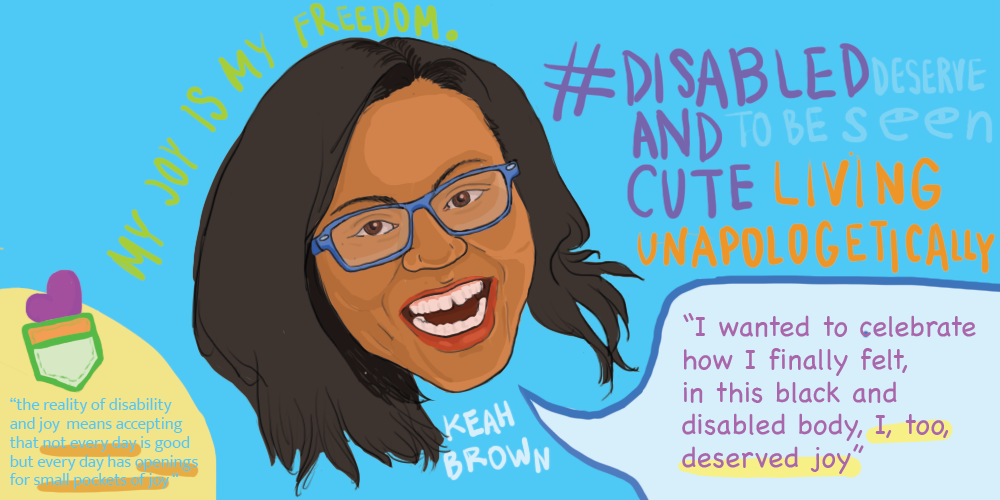 MY JOY IS MY FREEDOM.
#DISABLED
AND
CUTE
DESERVE
TO BE seen
LIVING
UNAPOLOGETICALLY
"I wanted to celebrate
how I finally felt,
in this black and
disabled body, I, too,
deserved joy"
KEAH
BROWN
"the reality of disability
and joy means accepting
that not every day is good
but every day has openings
for small pockets of joy"